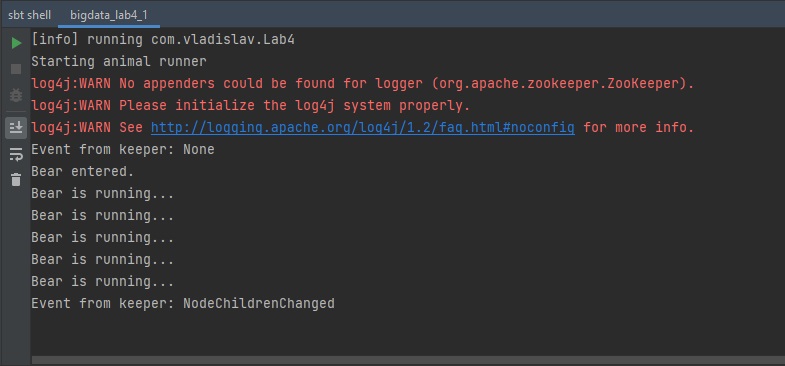 sbt shell bigdata_lab4_1
[info] running com.vladislav.Lab4
Starting animal runner
log4j:WARN No appenders could be found for logger (org.apache.zookeeper.ZooKeeper).
log4j:WARN Please initialize the log4j system properly.
log4j:WARN See http://logging.apache.org/log4j/1.2/faq.html#noconfig for more info.
Event from keeper: None
Bear entered.
Bear is running...
Bear is running...
Bear is running...
Bear is running...
Bear is running...
Event from keeper: NodeChildrenChanged